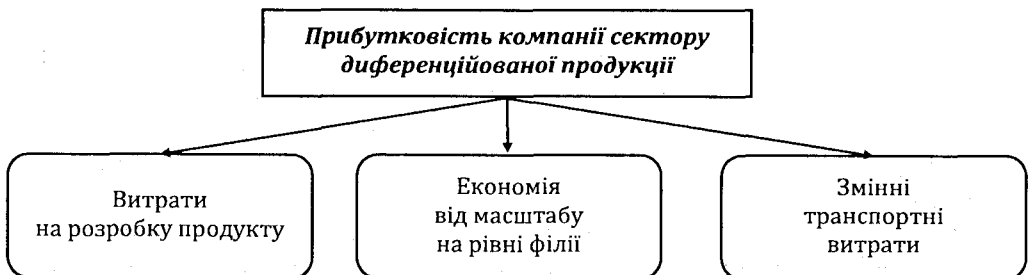 Прибутковість компанії сектору
диференційованої продукції
Витрати
на розробку продукту
Економія
від масштабу
на рівні філії
Змінні
транспортні
витрати